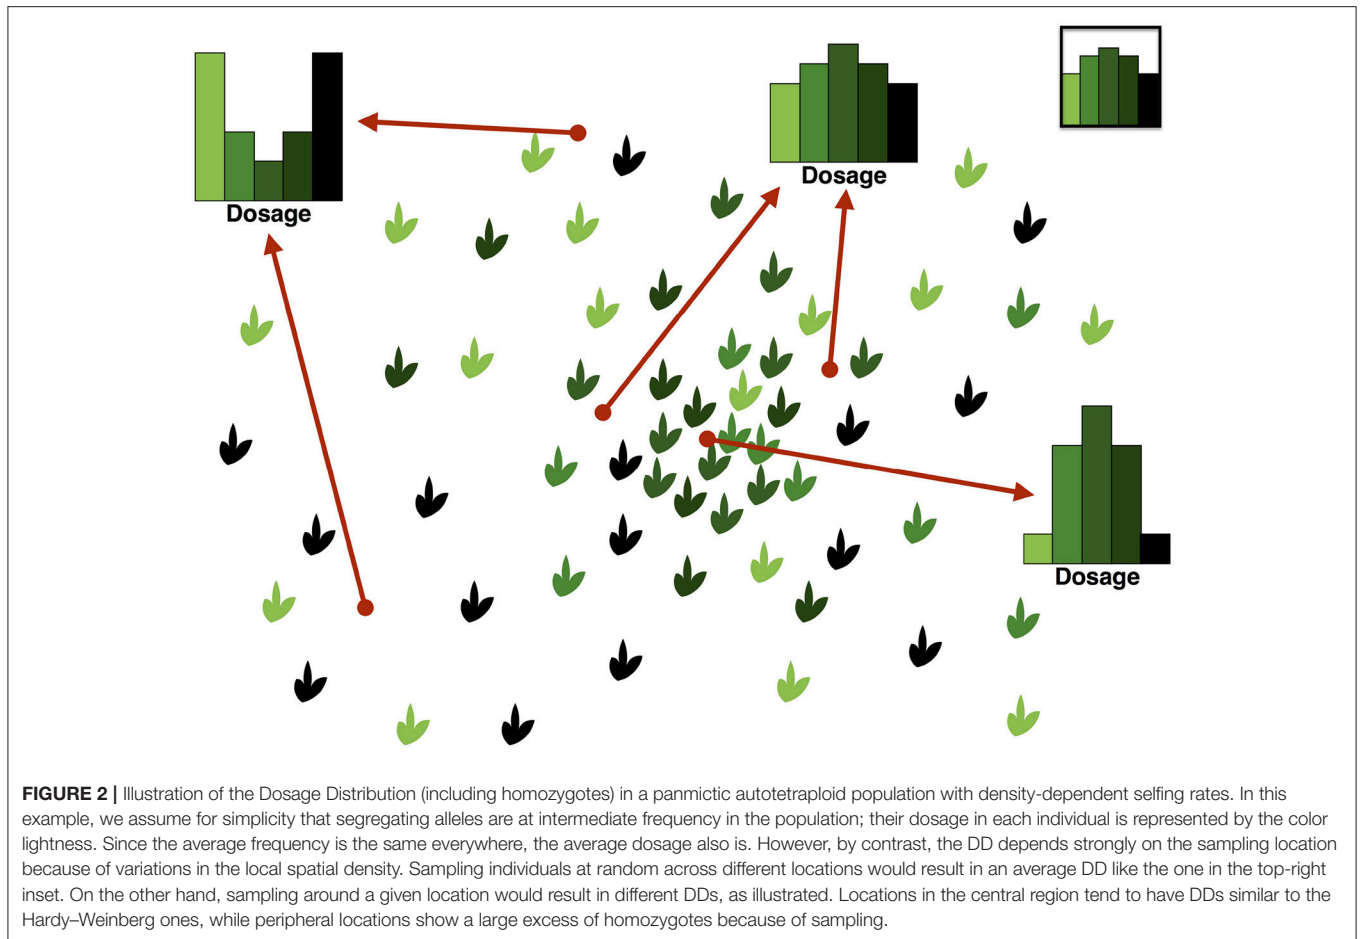 Dosage
Dosage
Dosage
FIGURE 2 | Illustration of the Dosage Distribution (including homozygotes) in a panmictic autotetraploid population with density-dependent selfing rates. In this
example, we assume for simplicity that segregating alleles are at intermediate frequency in the population; their dosage in each individual is represented by the color
lightness. Since the average frequency is the same everywhere, the average dosage also is. However, by contrast, the DD depends strongly on the sampling location
because of variations in the local spatial density. Sampling individuals at random across different locations would result in an average DD like the one in the top-right
inset. On the other hand, sampling around a given location would result in different DDs, as illustrated. Locations in the central region tend to have DDs similar to the
Hardy–Weinberg ones, while peripheral locations show a large excess of homozygotes because of sampling.